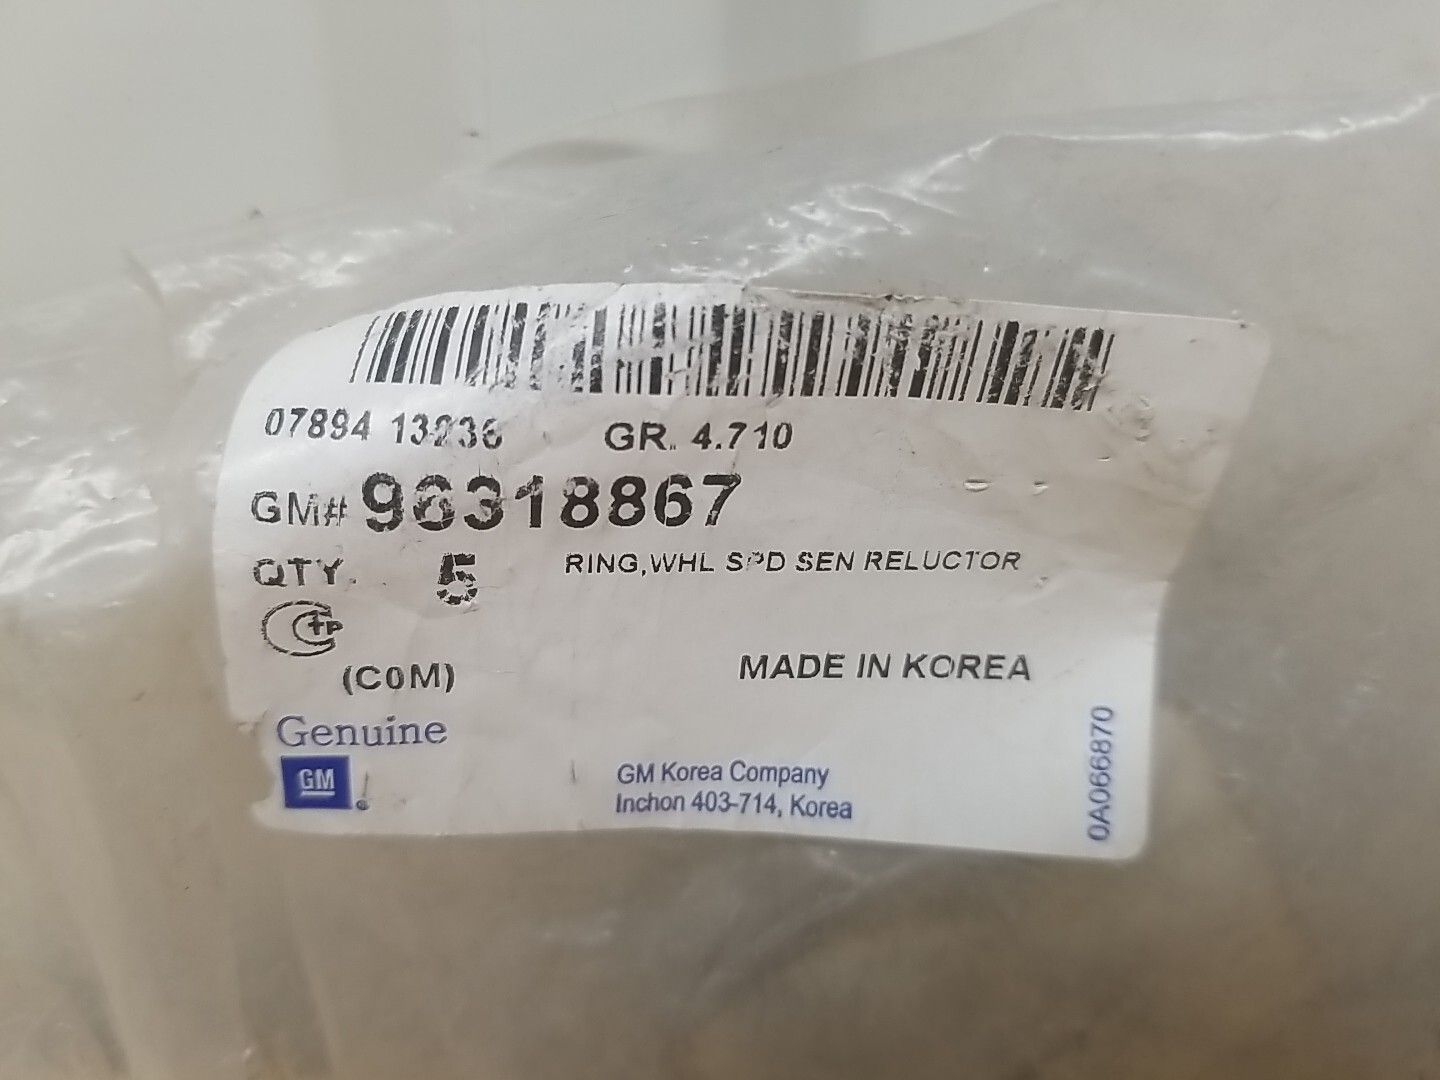 07894 13236 GR. 4.710
GM# 96318867
QTY. 5 RING,WHL SPD SEN RELUCTOR
(C0M) MADE IN KOREA
Genuine
GM
GM Korea Company
Inchon 403-714, Korea
0A066870